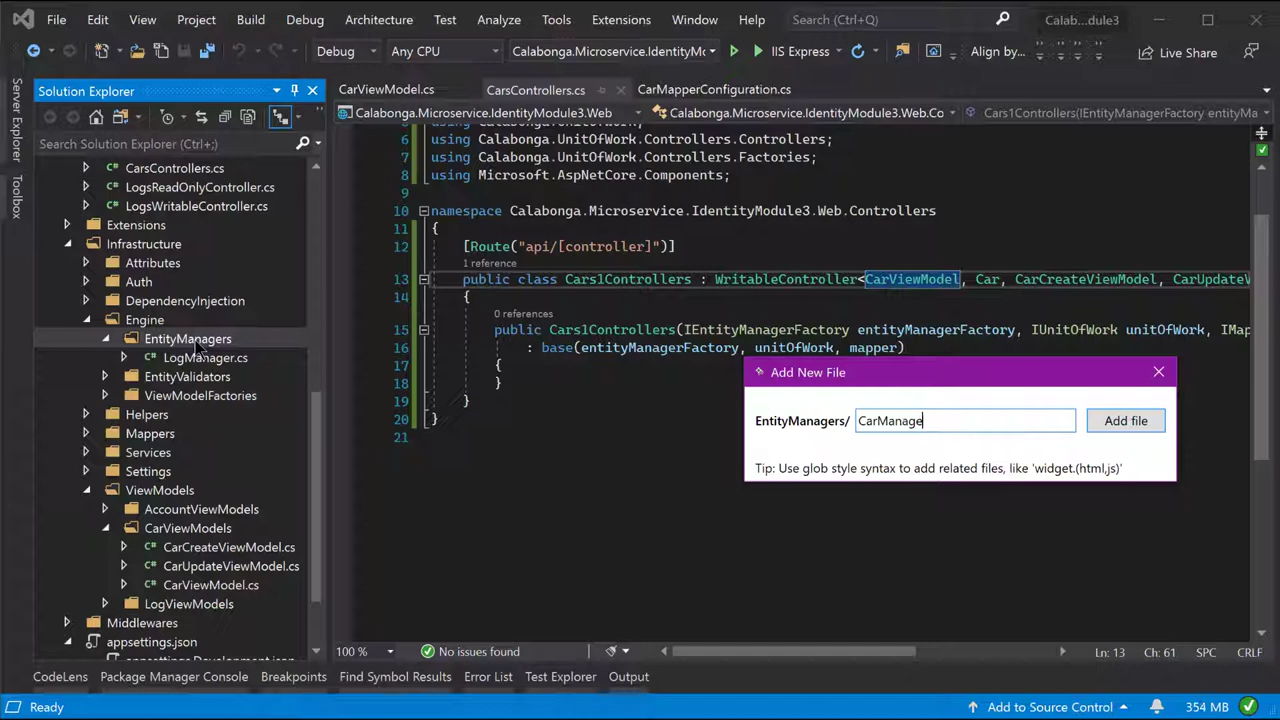 File Edit View Project Build Debug Architecture Test Analyze Tools Extensions Window Help Search (Ctrl+Q) Calab...dule3
Debug Any CPU Calabonga.Microservice.IdentityMo IIS Express Align by... Live Share
Server Explorer
Toolbox
Solution Explorer
Search Solution Explorer (Ctrl+;)
CarsControllers.cs
LogsReadOnlyController.cs
LogsWritableController.cs
Extensions
Infrastructure
Attributes
Auth
DependencyInjection
Engine
EntityManagers
LogManager.cs
EntityValidators
ViewModelFactories
Helpers
Mappers
Services
Settings
ViewModels
AccountViewModels
CarViewModels
CarCreateViewModel.cs
CarUpdateViewModel.cs
CarViewModel.cs
LogViewModels
Middlewares
appsettings.json
CarViewModel.cs CarsControllers.cs CarMapperConfiguration.cs
Calabonga.Microservice.IdentityModule3.Web Calabonga.Microservice.IdentityModule3.Web.Co Cars1Controllers(IEntityManagerFactory entityMa
6 using Calabonga.UnitOfWork.Controllers.Controllers;
7 using Calabonga.UnitOfWork.Controllers.Factories;
8 using Microsoft.AspNetCore.Components;
9
10 namespace Calabonga.Microservice.IdentityModule3.Web.Controllers
11 {
12 [Route("api/[controller]")]
1 reference
13 public class Cars1Controllers : WritableController<CarViewModel, Car, CarCreateViewModel, CarUpdateV
14 {
0 references
15 public Cars1Controllers(IEntityManagerFactory entityManagerFactory, IUnitOfWork unitOfWork, IMap
16 : base(entityManagerFactory, unitOfWork, mapper)
17 {
18 }
19 }
20 }
21
Add New File
EntityManagers/ CarManage Add file
Tip: Use glob style syntax to add related files, like 'widget.(html,js)'
100 % No issues found Ln: 13 Ch: 61 SPC CRLF
CodeLens Package Manager Console Breakpoints Find Symbol Results Error List Test Explorer Output
Ready Add to Source Control 354 MB